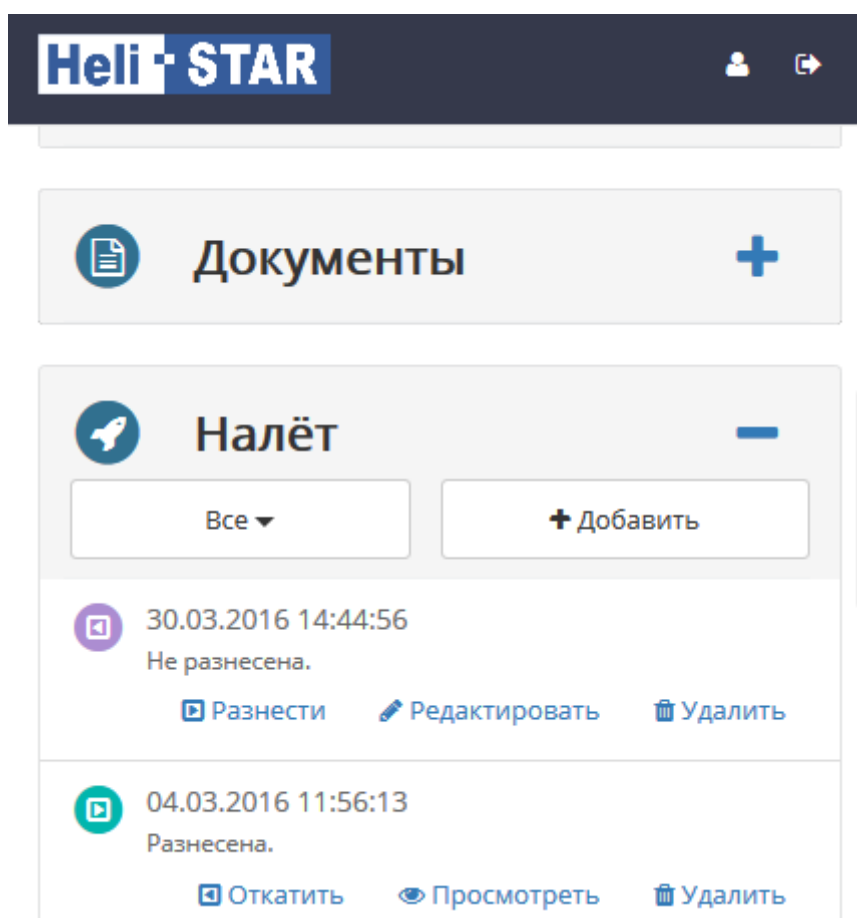 Heli STAR
Документы
Налёт
Все
Добавить
30.03.2016 14:44:56
Не разнесена.
Разнести Редактировать Удалить
04.03.2016 11:56:13
Разнесена.
Откатить Просмотреть Удалить